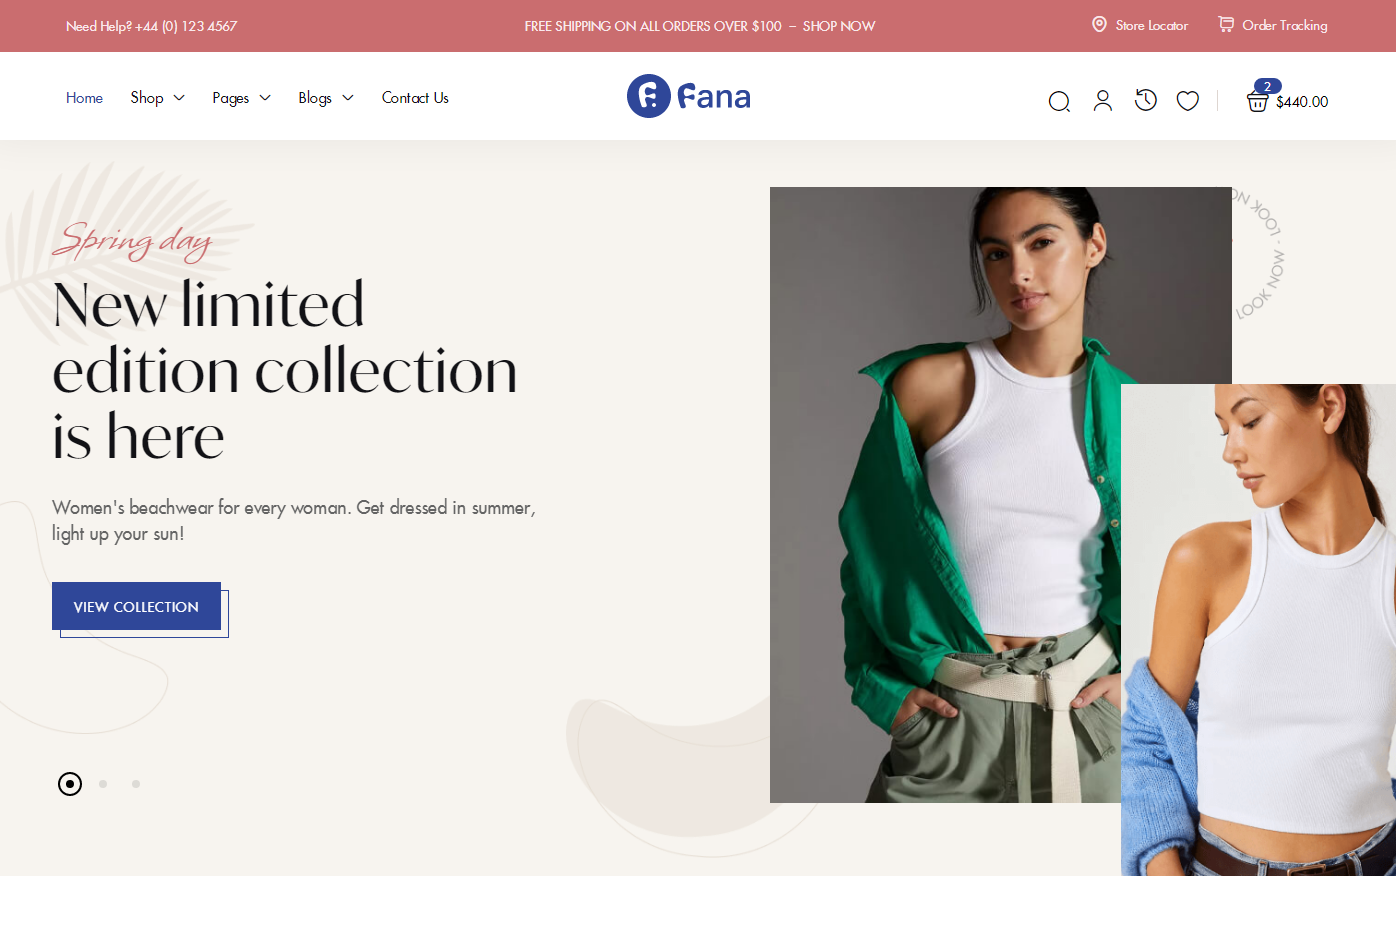 Need Help? +44 (0) 123 4567
FREE SHIPPING ON ALL ORDERS OVER $100 – SHOP NOW
Store Locator
Order Tracking
Home
Shop
Pages
Blogs
Contact Us
Fana
2
$440.00
Spring day
New limited
edition collection
is here
Women's beachwear for every woman. Get dressed in summer,
light up your sun!
VIEW COLLECTION
LOOK NOW · LOOK